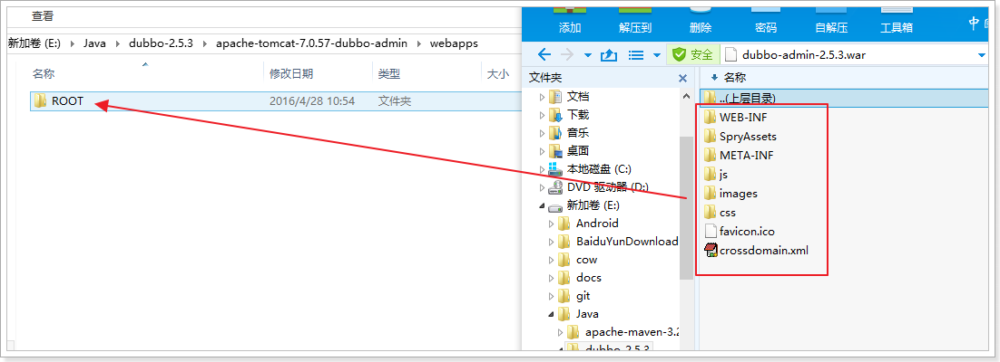 查看
新加卷 (E:) Java dubbo-2.5.3 apache-tomcat-7.0.57-dubbo-admin webapps
名称 修改日期 类型 大小
ROOT 2016/4/28 10:54 文件夹
添加 解压到 删除 密码 自解压 工具箱 中
安全 dubbo-admin-2.5.3.war
文件夹
文档
下载
音乐
桌面
本地磁盘 (C:)
DVD 驱动器 (D:)
新加卷 (E:)
Android
BaiduYunDownload
cow
docs
git
Java
apache-maven-3.2
dubbo-2.5.3
名称
..(上层目录)
WEB-INF
SpryAssets
META-INF
js
images
css
favicon.ico
crossdomain.xml